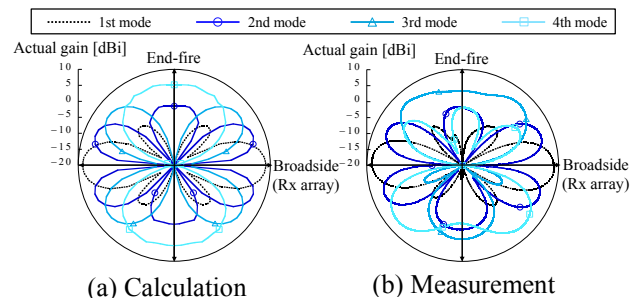 1st mode 2nd mode 3rd mode 4th mode
Actual gain [dBi] End-fire Actual gain [dBi] End-fire
10 10
5 5
0 0
−5 −5
−10 −10
−15 −15
−20 Broadside −20 Broadside
(Rx array) (Rx array)
(a) Calculation (b) Measurement